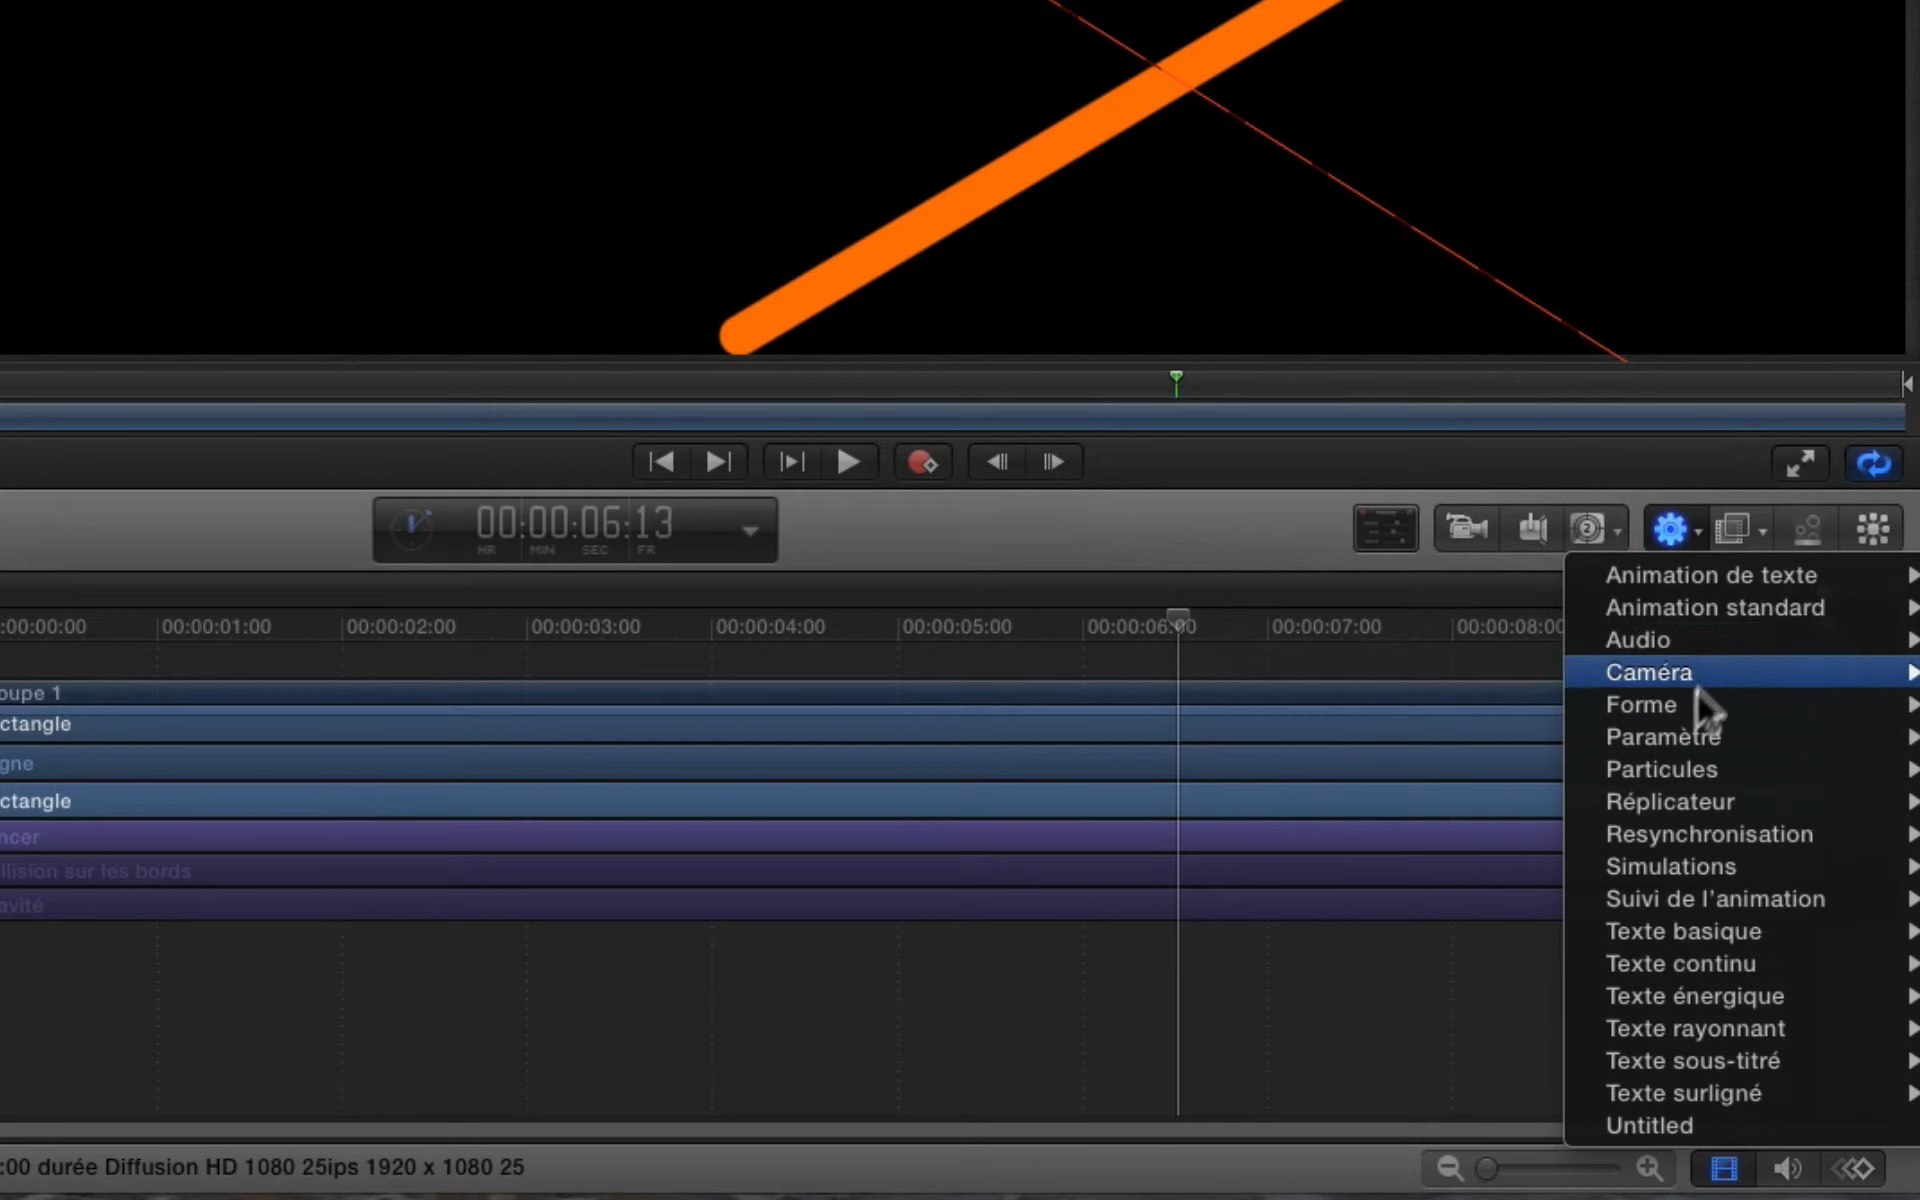 00:00:06:13
HR MIN SEC FR
2
:00:00:00 00:00:01:00 00:00:02:00 00:00:03:00 00:00:04:00 00:00:05:00 00:00:06:00 00:00:07:00 00:00:08:00
oupe 1
ctangle
gne
ctangle
ncer
llision sur les bords
avité
Animation de texte
Animation standard
Audio
Caméra
Forme
Paramètre
Particules
Réplicateur
Resynchronisation
Simulations
Suivi de l’animation
Texte basique
Texte continu
Texte énergique
Texte rayonnant
Texte sous-titré
Texte surligné
Untitled
:00 durée Diffusion HD 1080 25ips 1920 x 1080 25